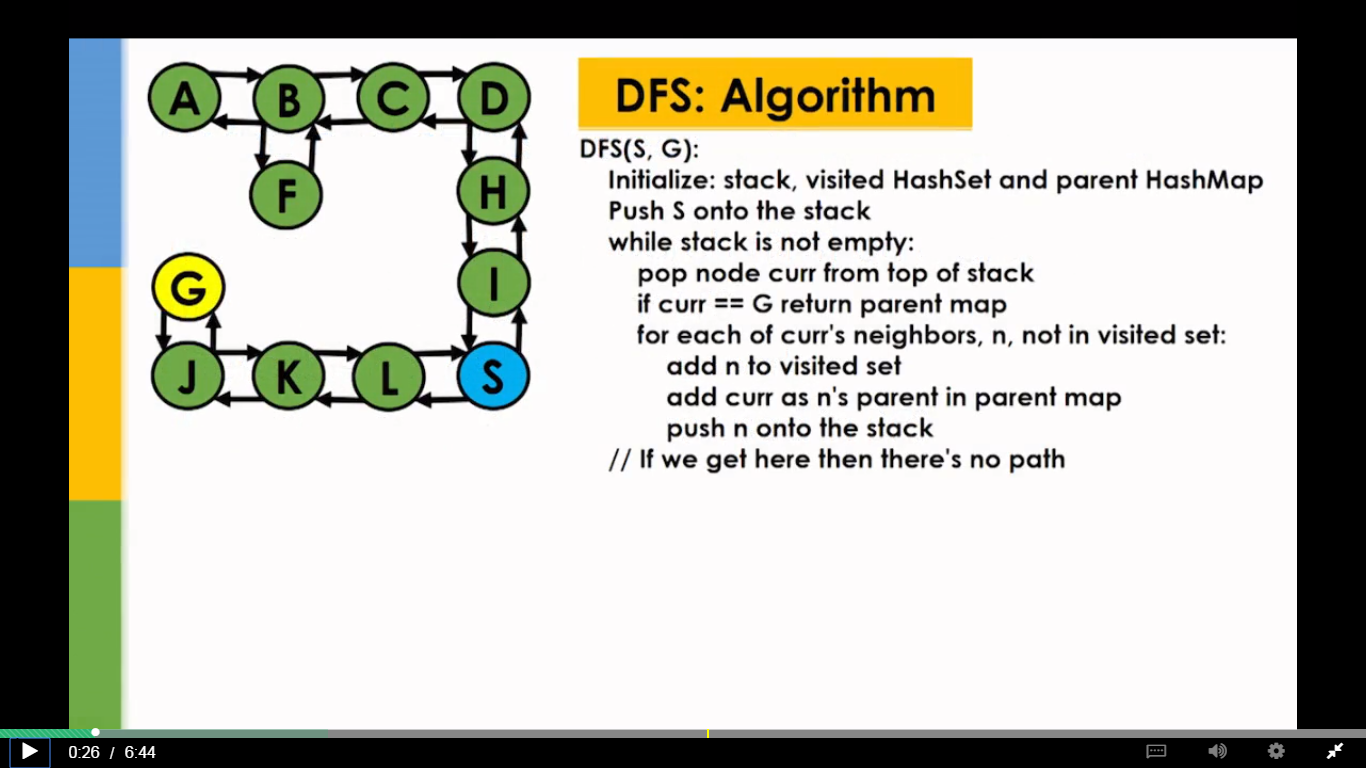 A B C D
DFS: Algorithm
F H
G I
J K L S
DFS(S, G):
Initialize: stack, visited HashSet and parent HashMap
Push S onto the stack
while stack is not empty:
pop node curr from top of stack
if curr == G return parent map
for each of curr's neighbors, n, not in visited set:
add n to visited set
add curr as n's parent in parent map
push n onto the stack
// If we get here then there's no path
0:26 / 6:44